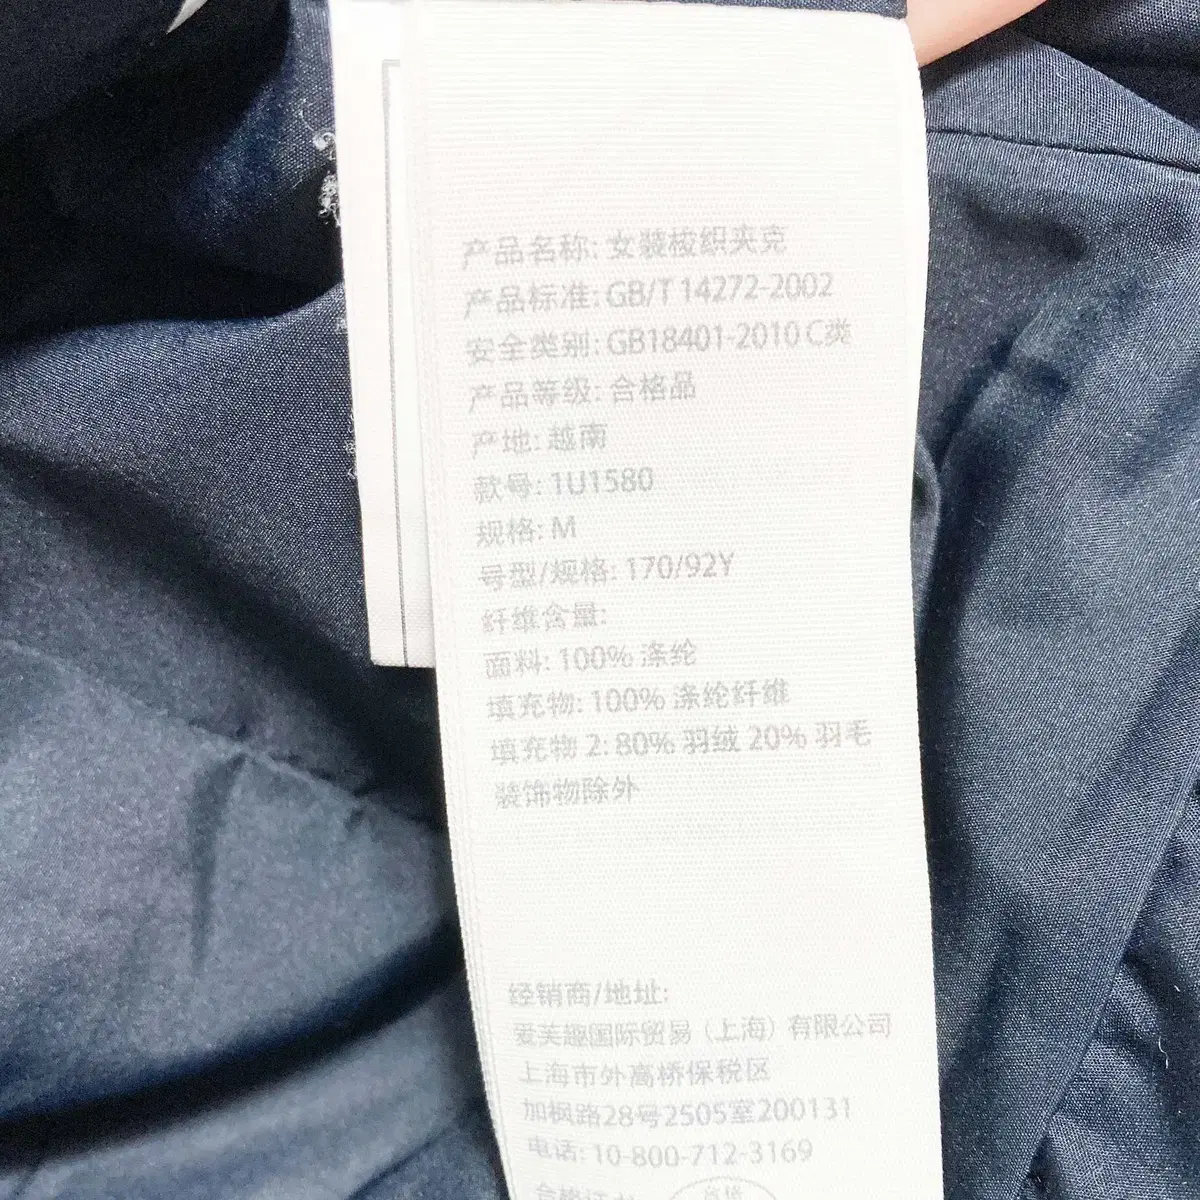 产品名称: 女装梭织夹克
产品标准: GB/T 14272-2002
安全类别: GB18401-2010 C类
产品等级: 合格品
产地: 越南
款号: 1U1580
规格: M
号型/规格: 170/92Y
纤维含量:
面料: 100% 涤纶
填充物: 100% 涤纶纤维
填充物 2: 80% 羽绒 20% 羽毛
装饰物除外
经销商/地址:
爱芙趣国际贸易（上海）有限公司
上海市外高桥保税区
加枫路28号2505室200131
电话: 10-800-712-3169
合格证